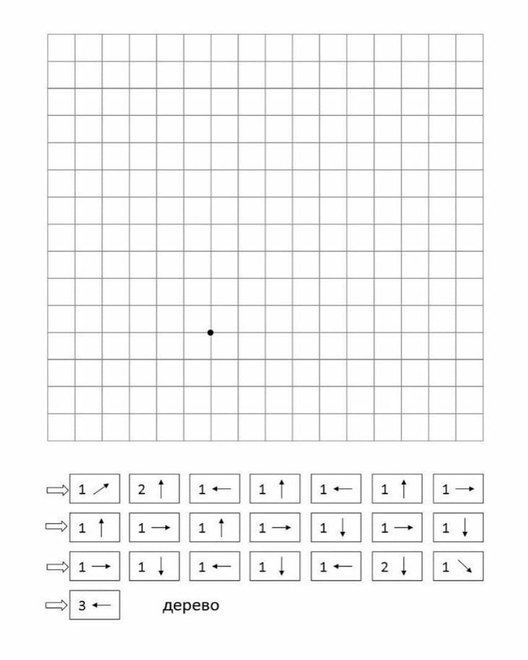 1 ↗ 2 ↑ 1 ← 1 ↑ 1 ← 1 ↑ 1 →
1 ↑ 1 → 1 ↑ 1 → 1 ↓ 1 → 1 ↓
1 → 1 ↓ 1 ← 1 ↓ 1 ← 2 ↓ 1 ↘
3 ← дерево